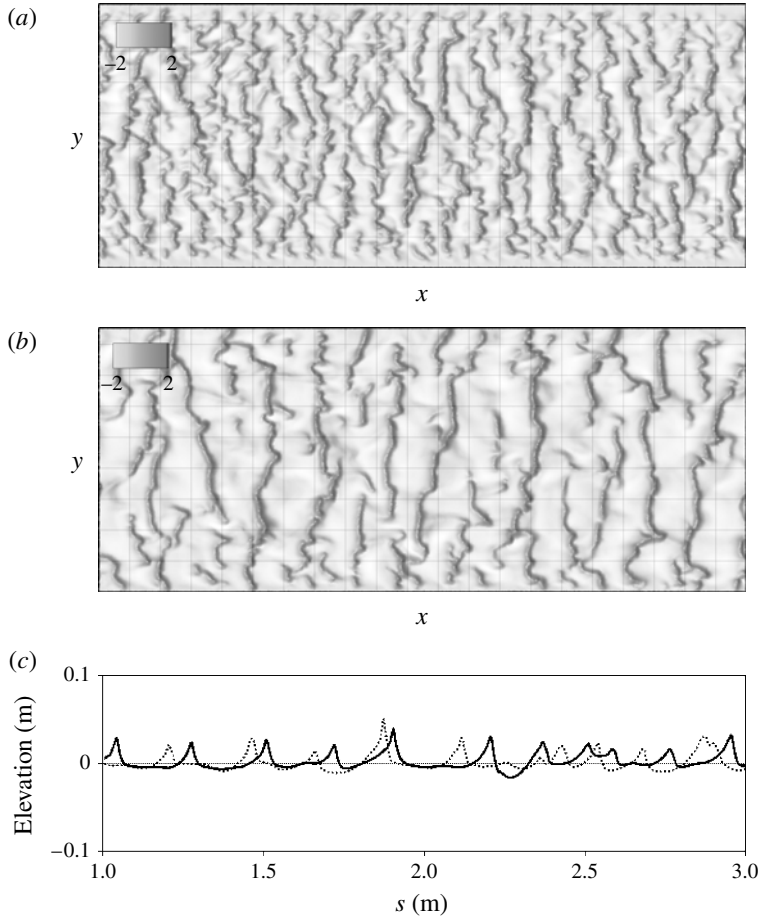 (a)
−2 2
y
x
(b)
−2 2
y
x
(c)
0.1
0
−0.1
Elevation (m)
1.0 1.5 2.0 2.5 3.0
s (m)